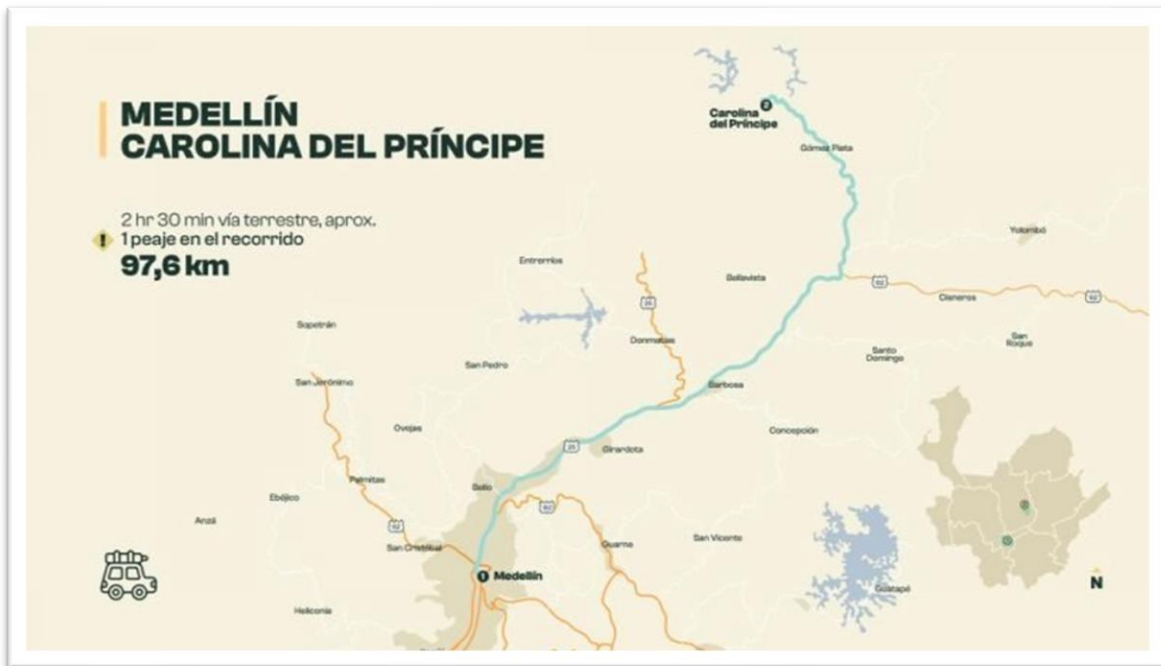 MEDELLÍN
CAROLINA DEL PRÍNCIPE
2 hr 30 min vía terrestre, aprox.
! 1 peaje en el recorrido
97,6 km
2
Carolina
del Príncipe
Gómez Plata
Yolombó
Entrerríos
Bellavista
62
Cisneros
62
25
Sopetrán
Donmatías
San
Roque
Santo
Domingo
San Pedro
San Jerónimo
Barbosa
Ovejas
Concepción
25
Girardota
Palmitas
Bello
Ebéjico
62
Anzá
62
San Cristóbal
Guarne
San Vicente
1 Medellín
Guatapé
N
Heliconia